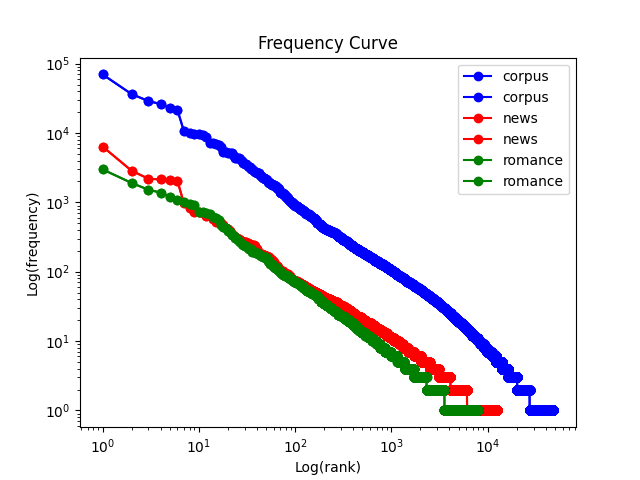 Frequency Curve
Log(frequency)
10^5
10^4
10^3
10^2
10^1
10^0
corpus
corpus
news
news
romance
romance
10^0 10^1 10^2 10^3 10^4
Log(rank)